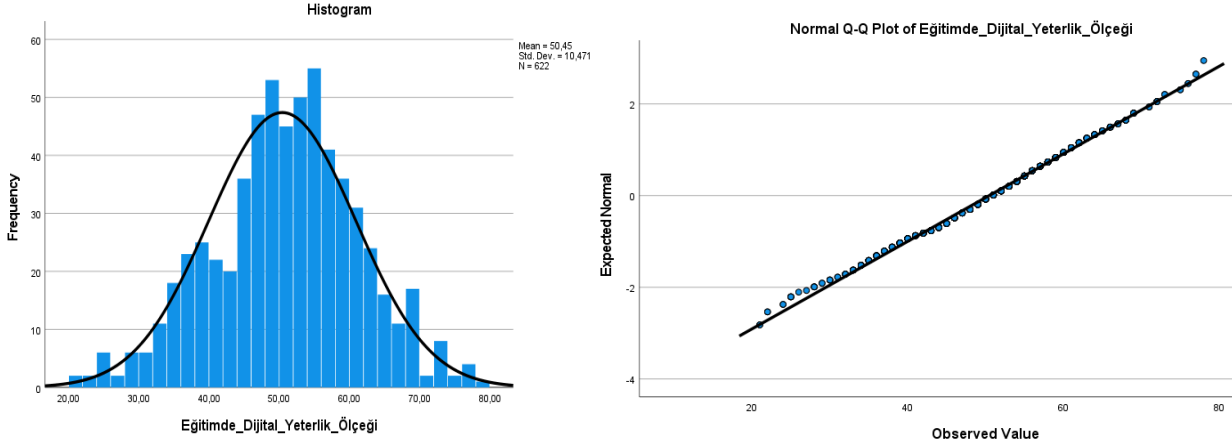 Histogram
Mean = 50,45
Std. Dev. = 10,471
N = 622
Frequency
60
50
40
30
20
10
0
20,00 30,00 40,00 50,00 60,00 70,00 80,00
Eğitimde_Dijital_Yeterlik_Ölçeği
Normal Q-Q Plot of Eğitimde_Dijital_Yeterlik_Ölçeği
Expected Normal
2
0
-2
-4
20 40 60 80
Observed Value